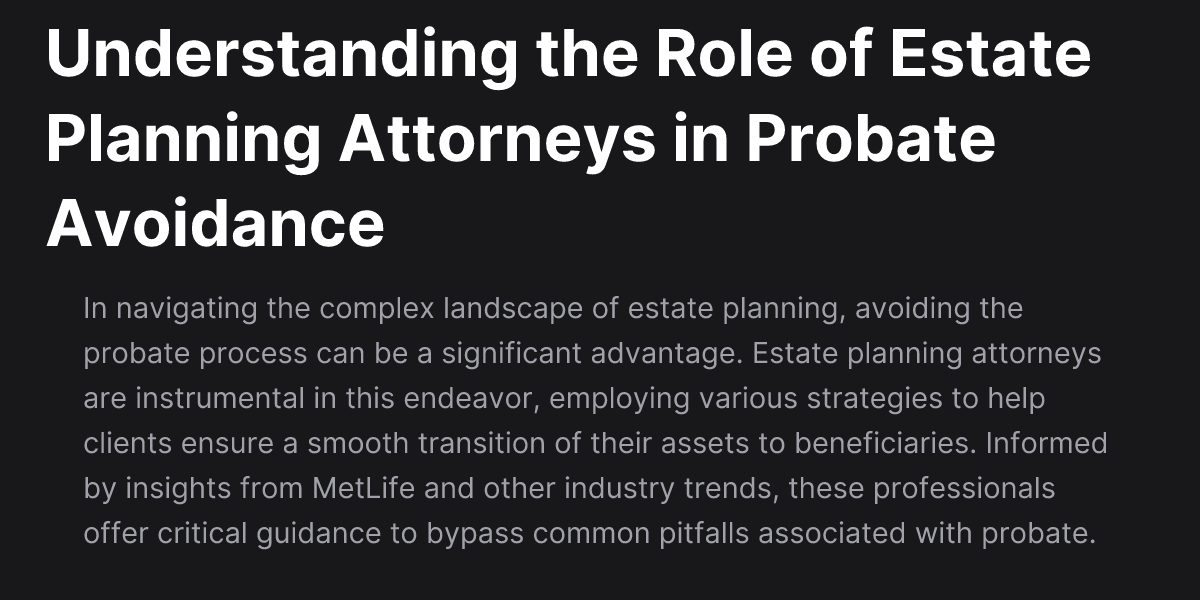 Understanding the Role of Estate
Planning Attorneys in Probate
Avoidance
In navigating the complex landscape of estate planning, avoiding the
probate process can be a significant advantage. Estate planning attorneys
are instrumental in this endeavor, employing various strategies to help
clients ensure a smooth transition of their assets to beneficiaries. Informed
by insights from MetLife and other industry trends, these professionals
offer critical guidance to bypass common pitfalls associated with probate.